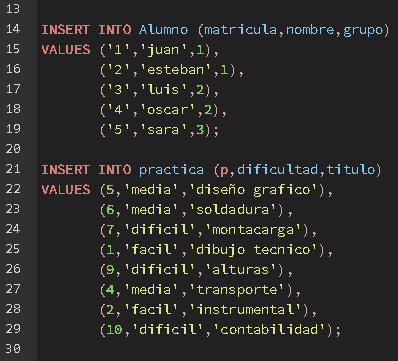 13
14 INSERT INTO Alumno (matricula,nombre,grupo)
15 VALUES ('1','juan',1),
16 ('2','esteban',1),
17 ('3','luis',2),
18 ('4','oscar',2),
19 ('5','sara',3);
20
21 INSERT INTO practica (p,dificultad,titulo)
22 VALUES (5,'media','diseño grafico'),
23 (6,'media','soldadura'),
24 (7,'dificil','montacarga'),
25 (1,'facil','dibujo tecnico'),
26 (9,'dificil','alturas'),
27 (4,'media','transporte'),
28 (2,'facil','instrumental'),
29 (10,'dificil','contabilidad');
30